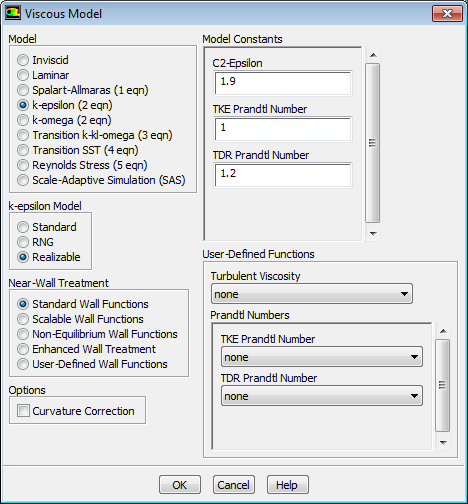 Viscous Model
Model
Inviscid
Laminar
Spalart-Allmaras (1 eqn)
k-epsilon (2 eqn)
k-omega (2 eqn)
Transition k-kl-omega (3 eqn)
Transition SST (4 eqn)
Reynolds Stress (5 eqn)
Scale-Adaptive Simulation (SAS)
k-epsilon Model
Standard
RNG
Realizable
Near-Wall Treatment
Standard Wall Functions
Scalable Wall Functions
Non-Equilibrium Wall Functions
Enhanced Wall Treatment
User-Defined Wall Functions
Options
Curvature Correction
Model Constants
C2-Epsilon
1.9
TKE Prandtl Number
1
TDR Prandtl Number
1.2
User-Defined Functions
Turbulent Viscosity
none
Prandtl Numbers
TKE Prandtl Number
none
TDR Prandtl Number
none
OK
Cancel
Help